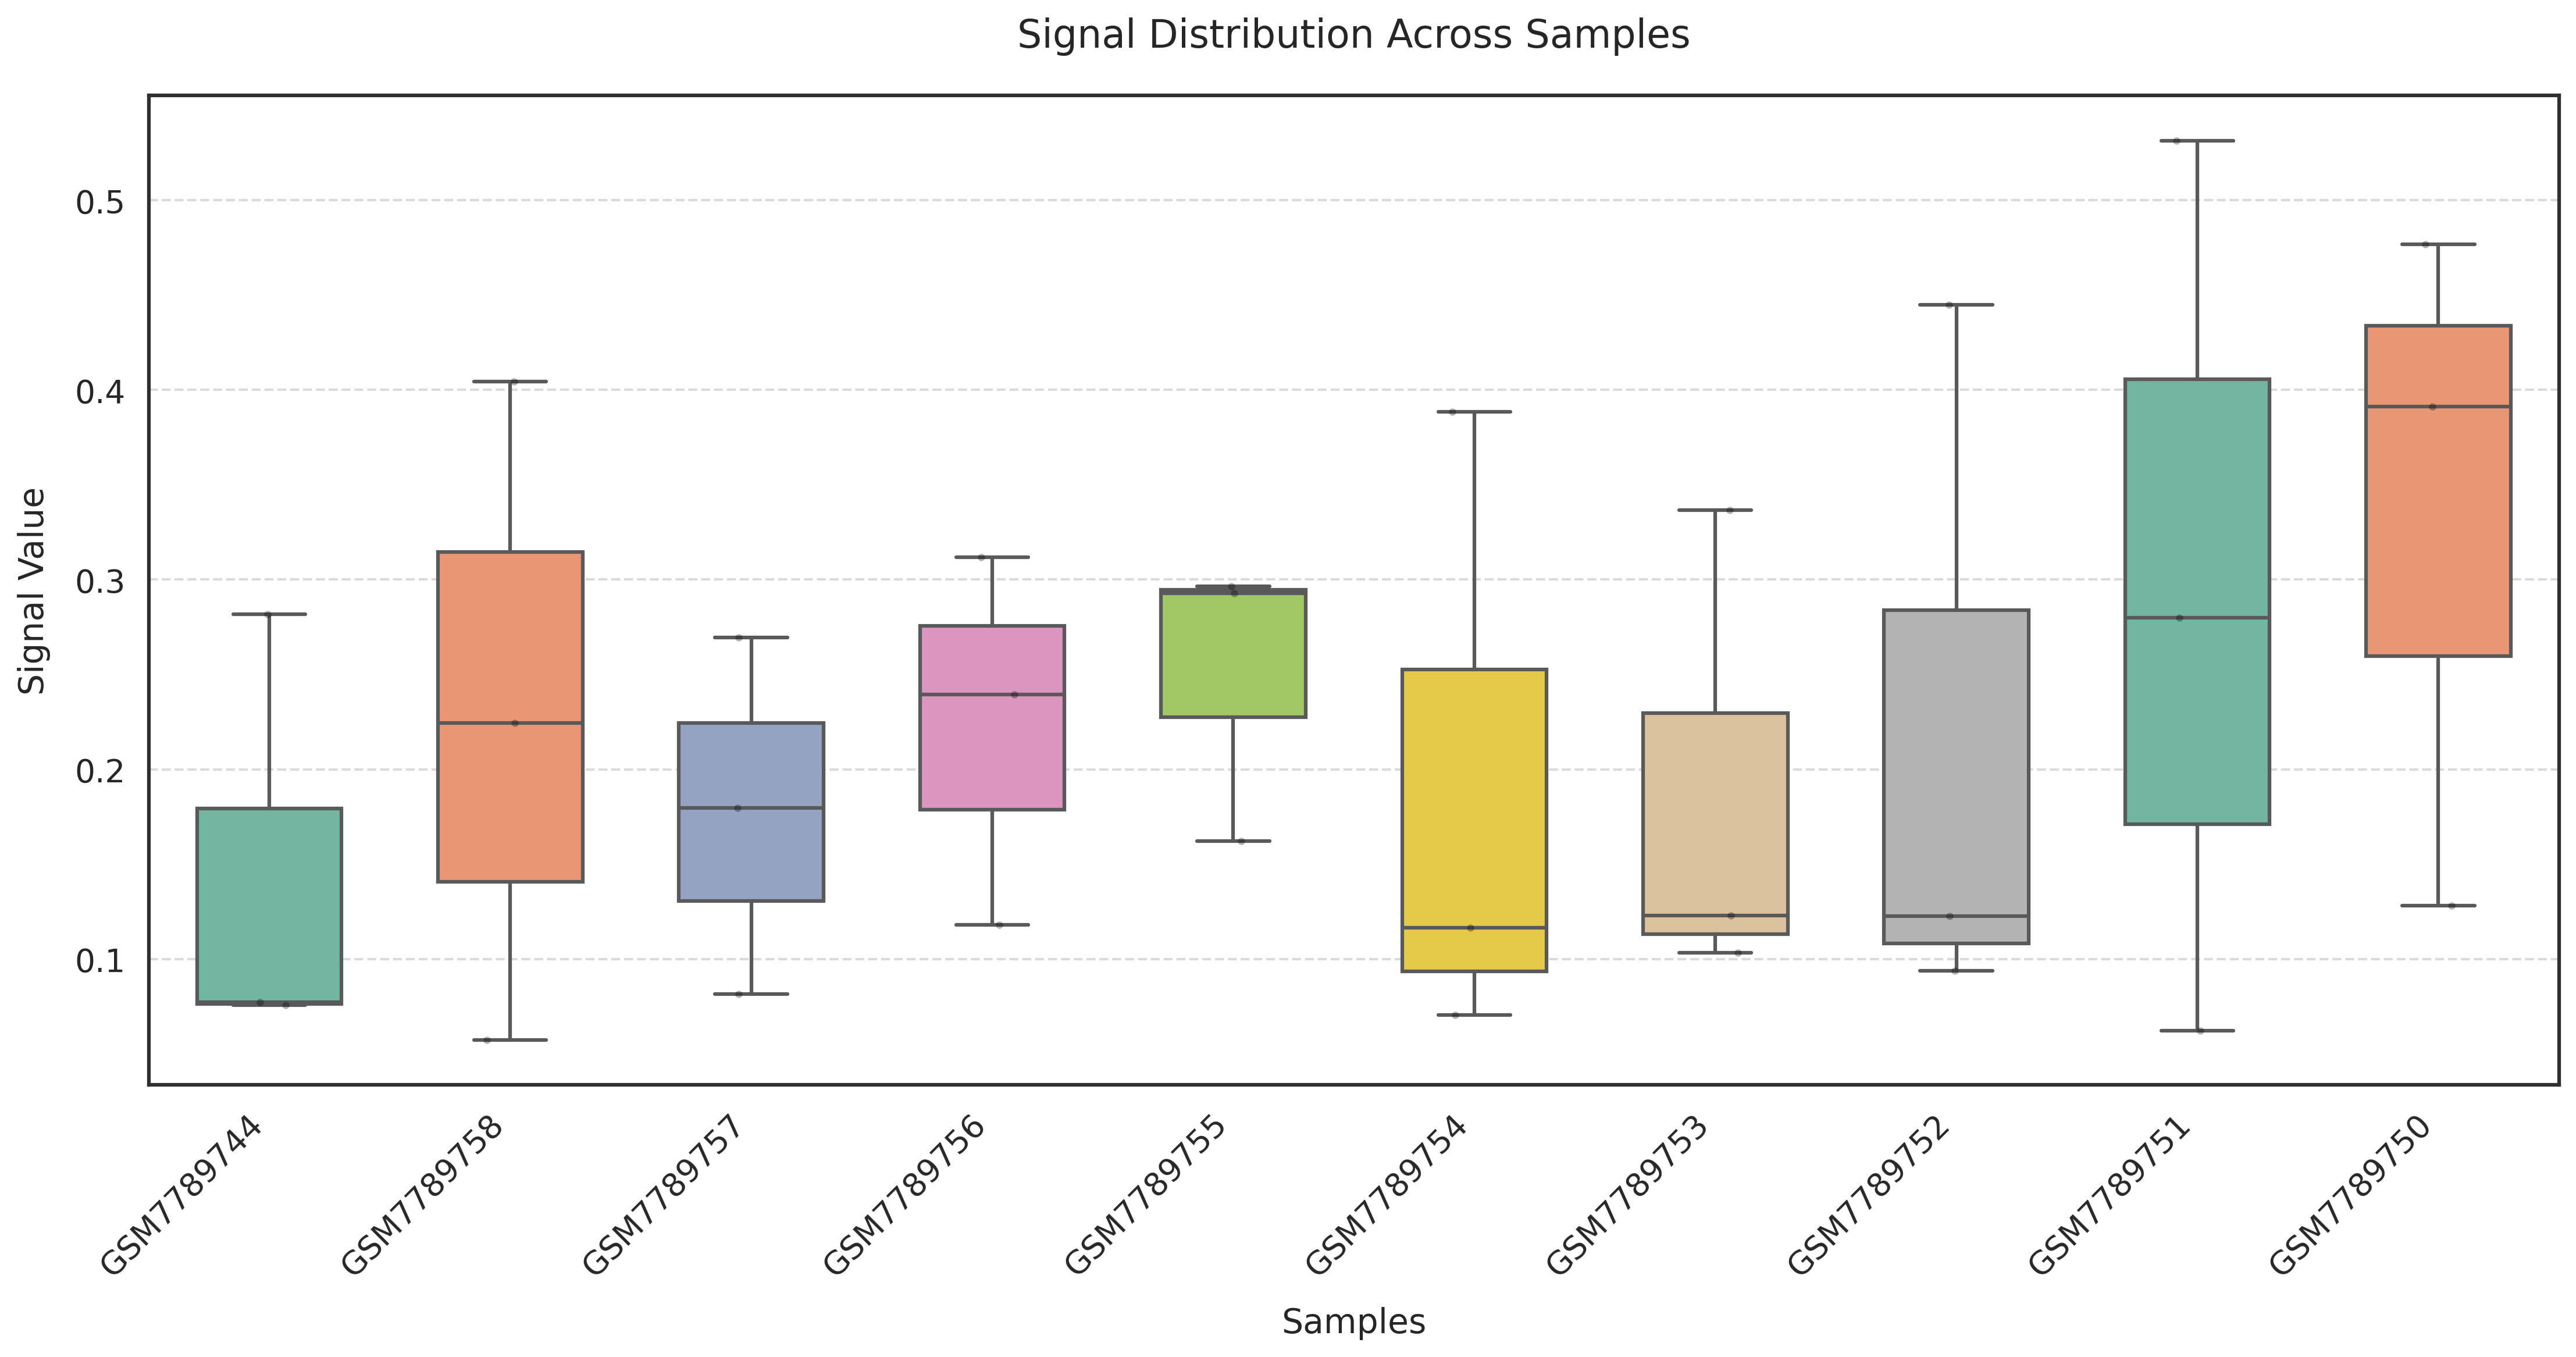 Signal Distribution Across Samples
Signal Value
0.5
0.4
0.3
0.2
0.1
GSM7789744
GSM7789758
GSM7789757
GSM7789756
GSM7789755
GSM7789754
GSM7789753
GSM7789752
GSM7789751
GSM7789750
Samples